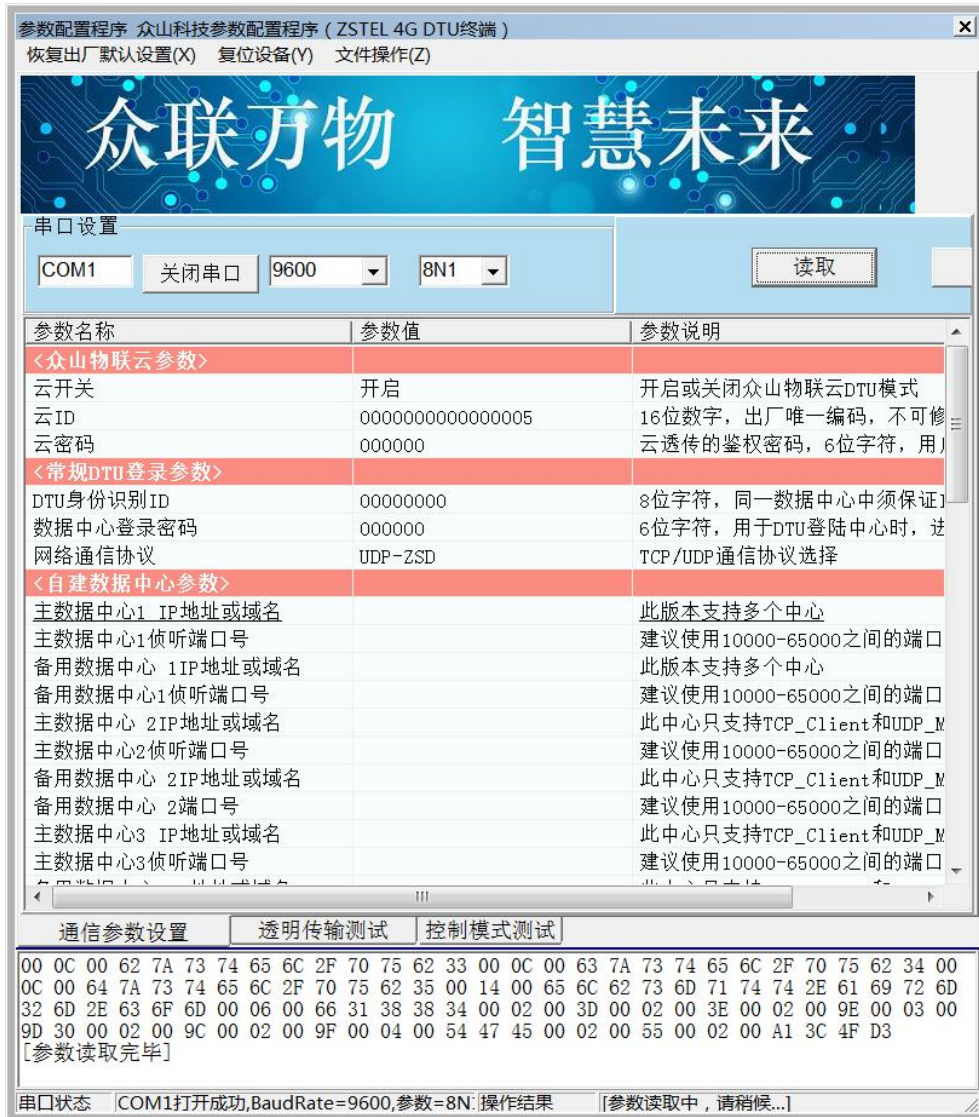 参数配置程序 众山科技参数配置程序（ZSTEL 4G DTU终端）
恢复出厂默认设置(X) 复位设备(Y) 文件操作(Z)
众联万物 智慧未来
串口设置
COM1 关闭串口 9600 8N1 读取
参数名称 参数值 参数说明
<众山物联云参数>
云开关 开启 开启或关闭众山物联云DTU模式
云ID 0000000000000005 16位数字，出厂唯一编码，不可修
云密码 000000 云透传的鉴权密码，6位字符，用
<常规DTU登录参数>
DTU身份识别ID 00000000 8位字符，同一数据中心中须保证
数据中心登录密码 000000 6位字符，用于DTU登陆中心时，进
网络通信协议 UDP-ZSD TCP/UDP通信协议选择
<自建数据中心参数>
主数据中心1 IP地址或域名 此版本支持多个中心
主数据中心1侦听端口号 建议使用10000-65000之间的端口
备用数据中心 1IP地址或域名 此版本支持多个中心
备用数据中心1侦听端口号 建议使用10000-65000之间的端口
主数据中心 2IP地址或域名 此中心只支持TCP_Client和UDP_M
主数据中心2侦听端口号 建议使用10000-65000之间的端口
备用数据中心 2IP地址或域名 此中心只支持TCP_Client和UDP_M
备用数据中心 2端口号 建议使用10000-65000之间的端口
主数据中心3 IP地址或域名 此中心只支持TCP_Client和UDP_M
主数据中心3侦听端口号 建议使用10000-65000之间的端口
通信参数设置 透明传输测试 控制模式测试
00 0C 00 62 7A 73 74 65 6C 2F 70 75 62 33 00 0C 00 63 7A 73 74 65 6C 2F 70 75 62 34 00
0C 00 64 7A 73 74 65 6C 2F 70 75 62 35 00 14 00 65 6C 62 73 6D 71 74 74 2E 61 69 72 6D
32 6D 2E 63 6F 6D 00 06 00 66 31 38 38 34 00 02 00 3D 00 02 00 3E 00 02 00 9E 00 03 00
9D 30 00 02 00 9C 00 02 00 9F 00 04 00 54 47 45 00 02 00 55 00 02 00 A1 3C 4F D3
[参数读取完毕]
串口状态 COM1打开成功,BaudRate=9600,参数=8N 操作结果 [参数读取中，请稍候...]